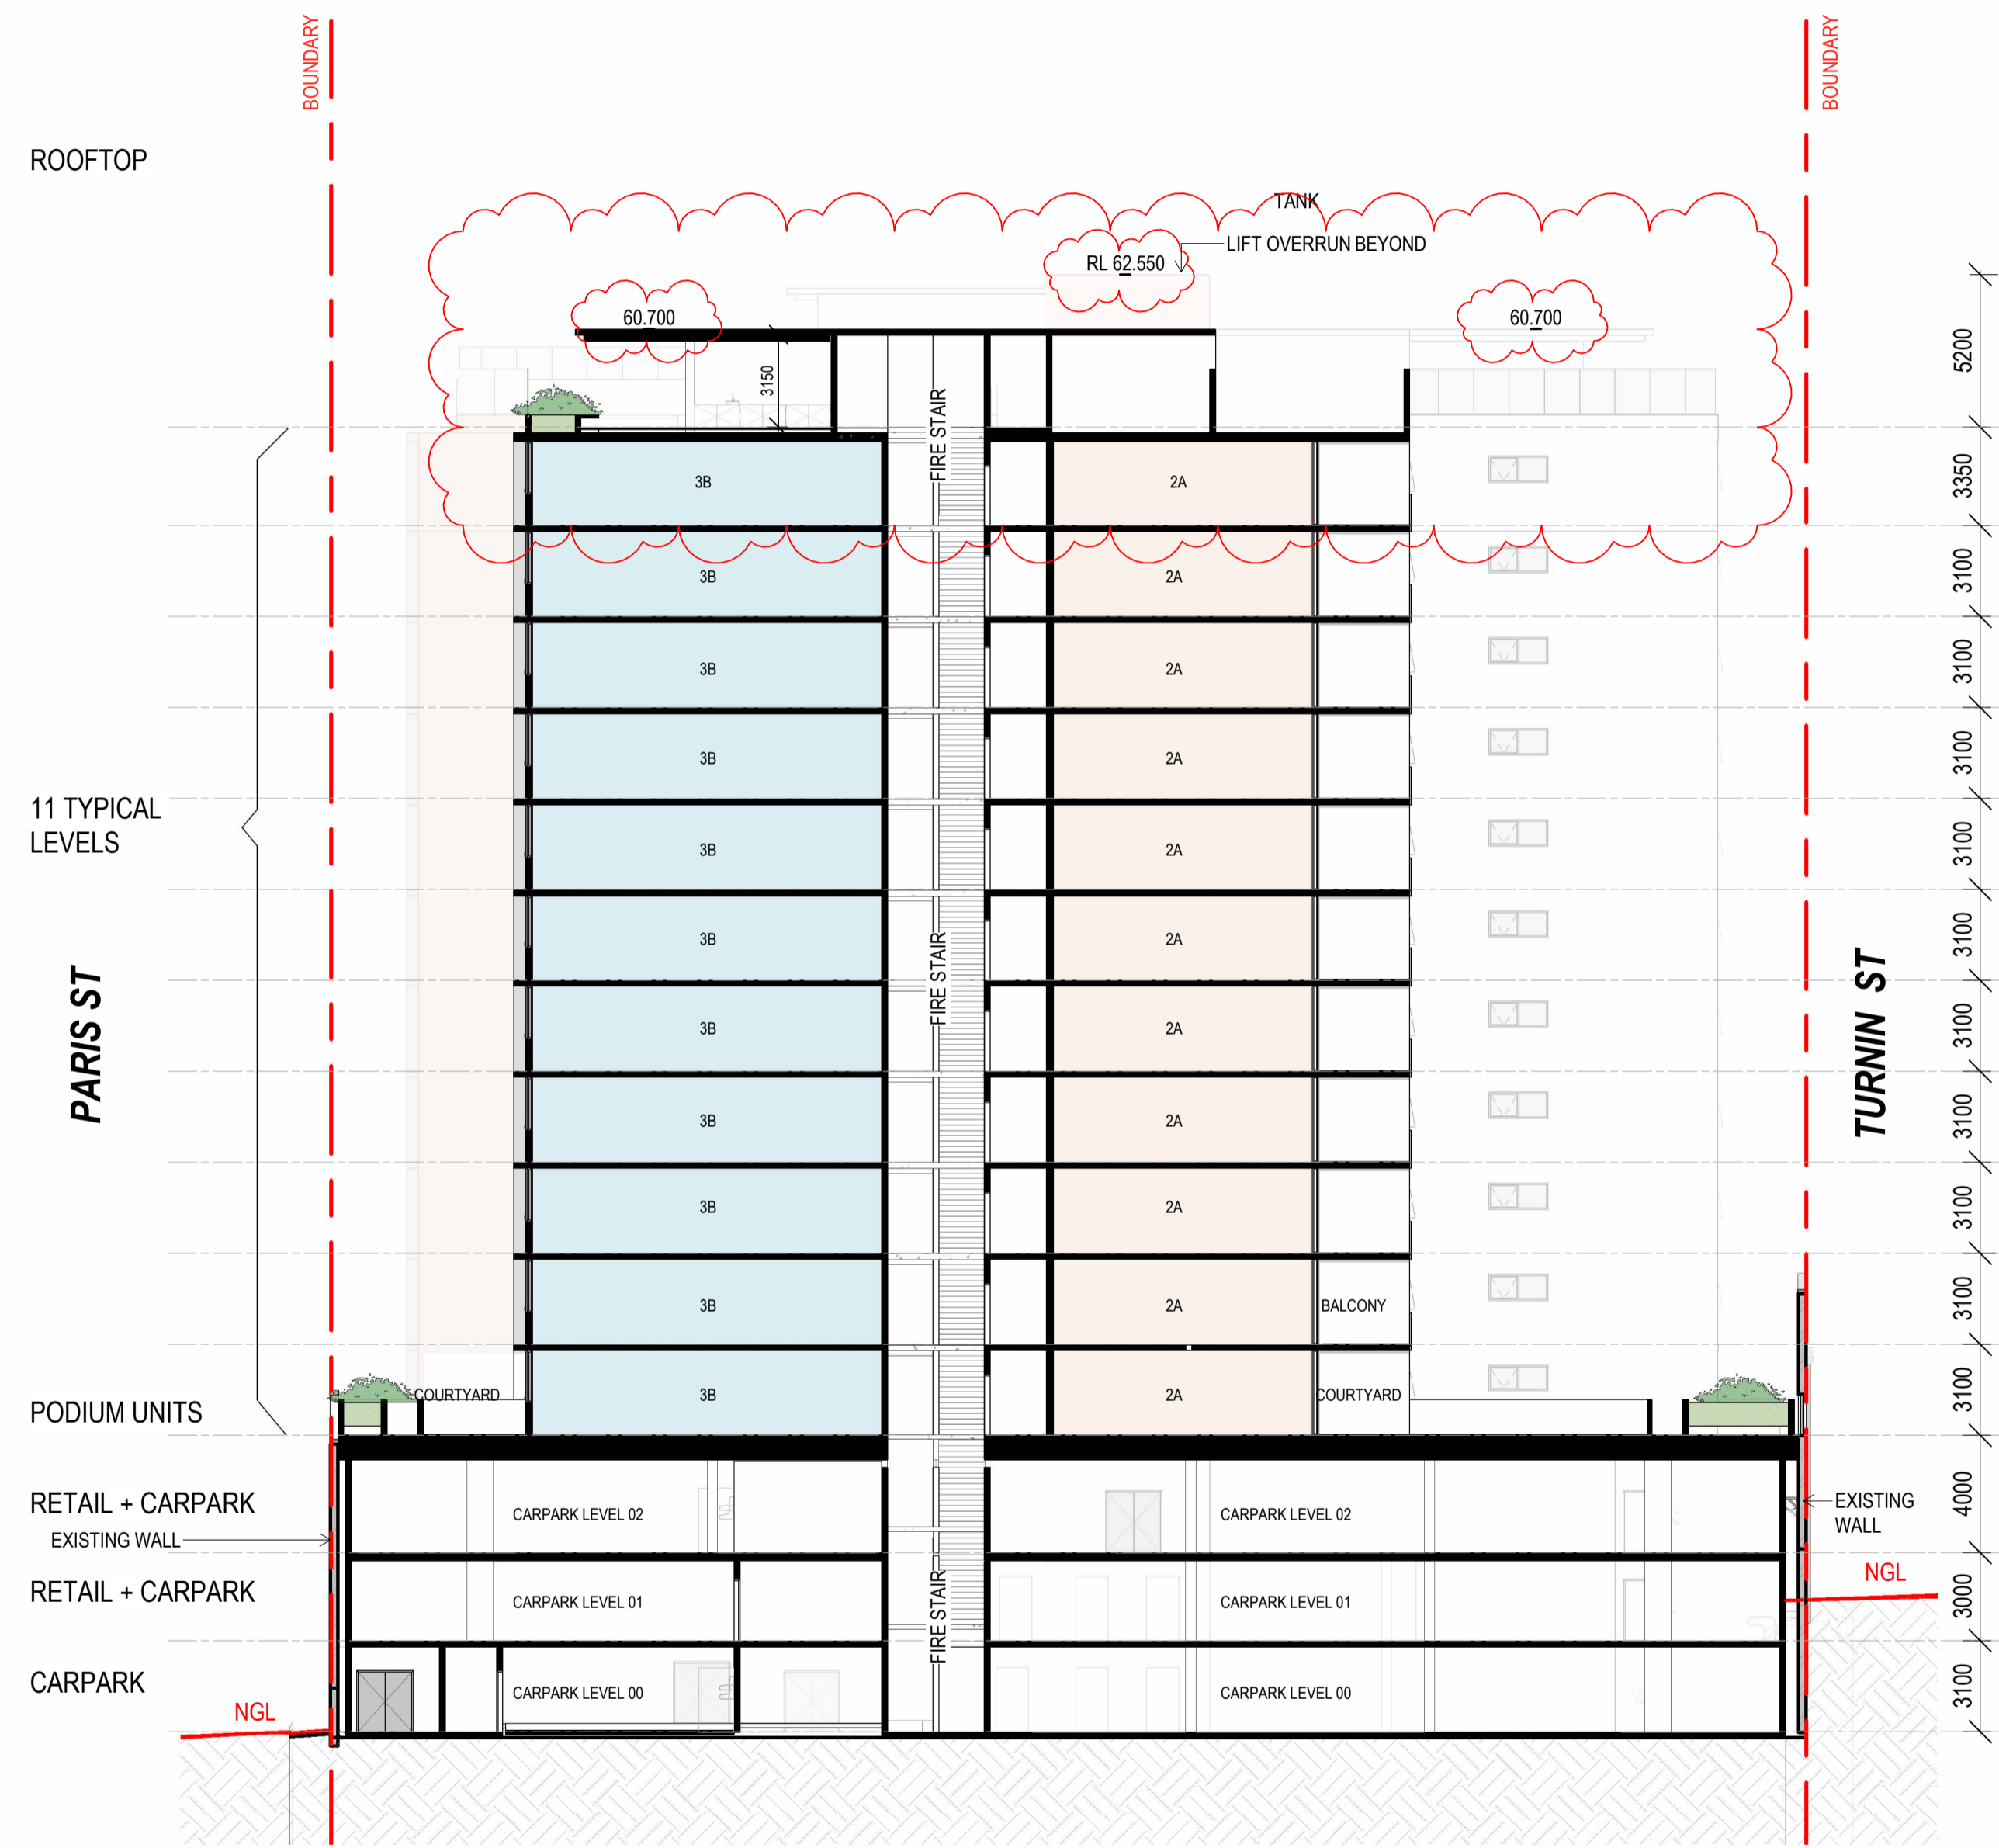 BOUNDARY
BOUNDARY
ROOFTOP
TANK
LIFT OVERRUN BEYOND
RL 62.550
60.700
60.700
5200
3150
FIRE STAIR
3B
2A
3350
3B
2A
3100
3B
2A
3100
3B
2A
3100
11 TYPICAL
LEVELS
3B
2A
3100
3B
FIRE STAIR
2A
3100
PARIS ST
TURNIN ST
3B
2A
3100
3B
2A
3100
3B
2A
3100
3B
2A
BALCONY
3100
PODIUM UNITS
COURTYARD
3B
2A
COURTYARD
3100
RETAIL + CARPARK
EXISTING WALL
CARPARK LEVEL 02
CARPARK LEVEL 02
EXISTING
WALL
4000
RETAIL + CARPARK
CARPARK LEVEL 01
FIRE STAIR
CARPARK LEVEL 01
NGL
3000
CARPARK
NGL
CARPARK LEVEL 00
CARPARK LEVEL 00
3100